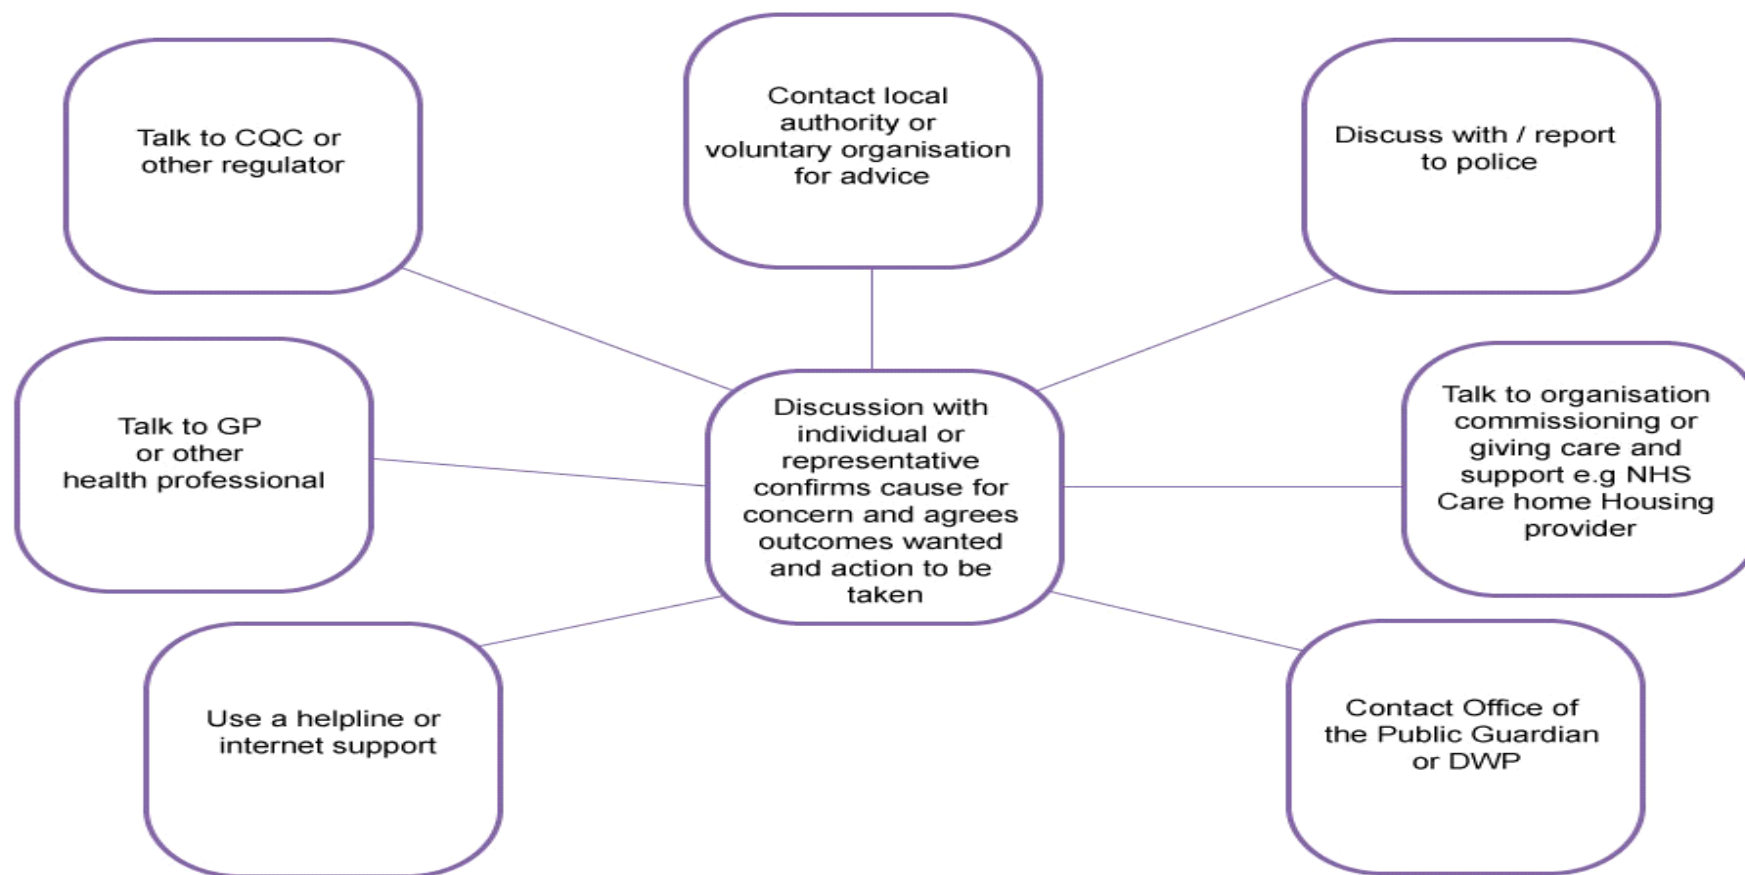 Talk to CQC or
other regulator
Contact local
authority or
voluntary organisation
for advice
Discuss with / report
to police
Talk to GP
or other
health professional
Discussion with
individual or
representative
confirms cause for
concern and agrees
outcomes wanted
and action to be
taken
Talk to organisation
commissioning or
giving care and
support e.g NHS
Care home Housing
provider
Use a helpline or
internet support
Contact Office of
the Public Guardian
or DWP